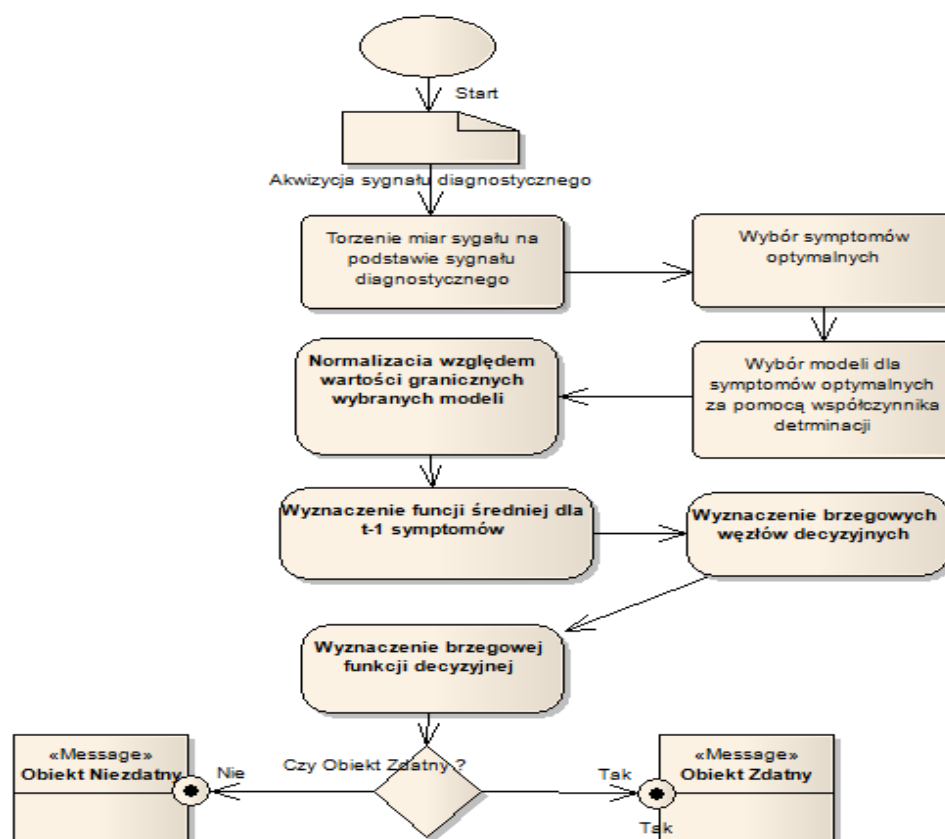 Start
Akwizycja sygnału diagnostycznego
Torzenie miar sygału na
podstawie sygnału
diagnostycznego
Wybór symptomów
optymalnych
Wybór modeli dla
symptomów optymalnych
za pomocą współczynnika
detrminacji
Normalizacia względem
wartości granicznych
wybranych modeli
Wyznaczenie funcji średniej dla
t-1 symptomów
Wyznaczenie brzegowych
węzłów decyzyjnych
Wyznaczenie brzegowej
funkcji decyzyjnej
Czy Obiekt Zdatny ?
Nie
Tak
«Message»
Obiekt Niezdatny
«Message»
Obiekt Zdatny
Tak